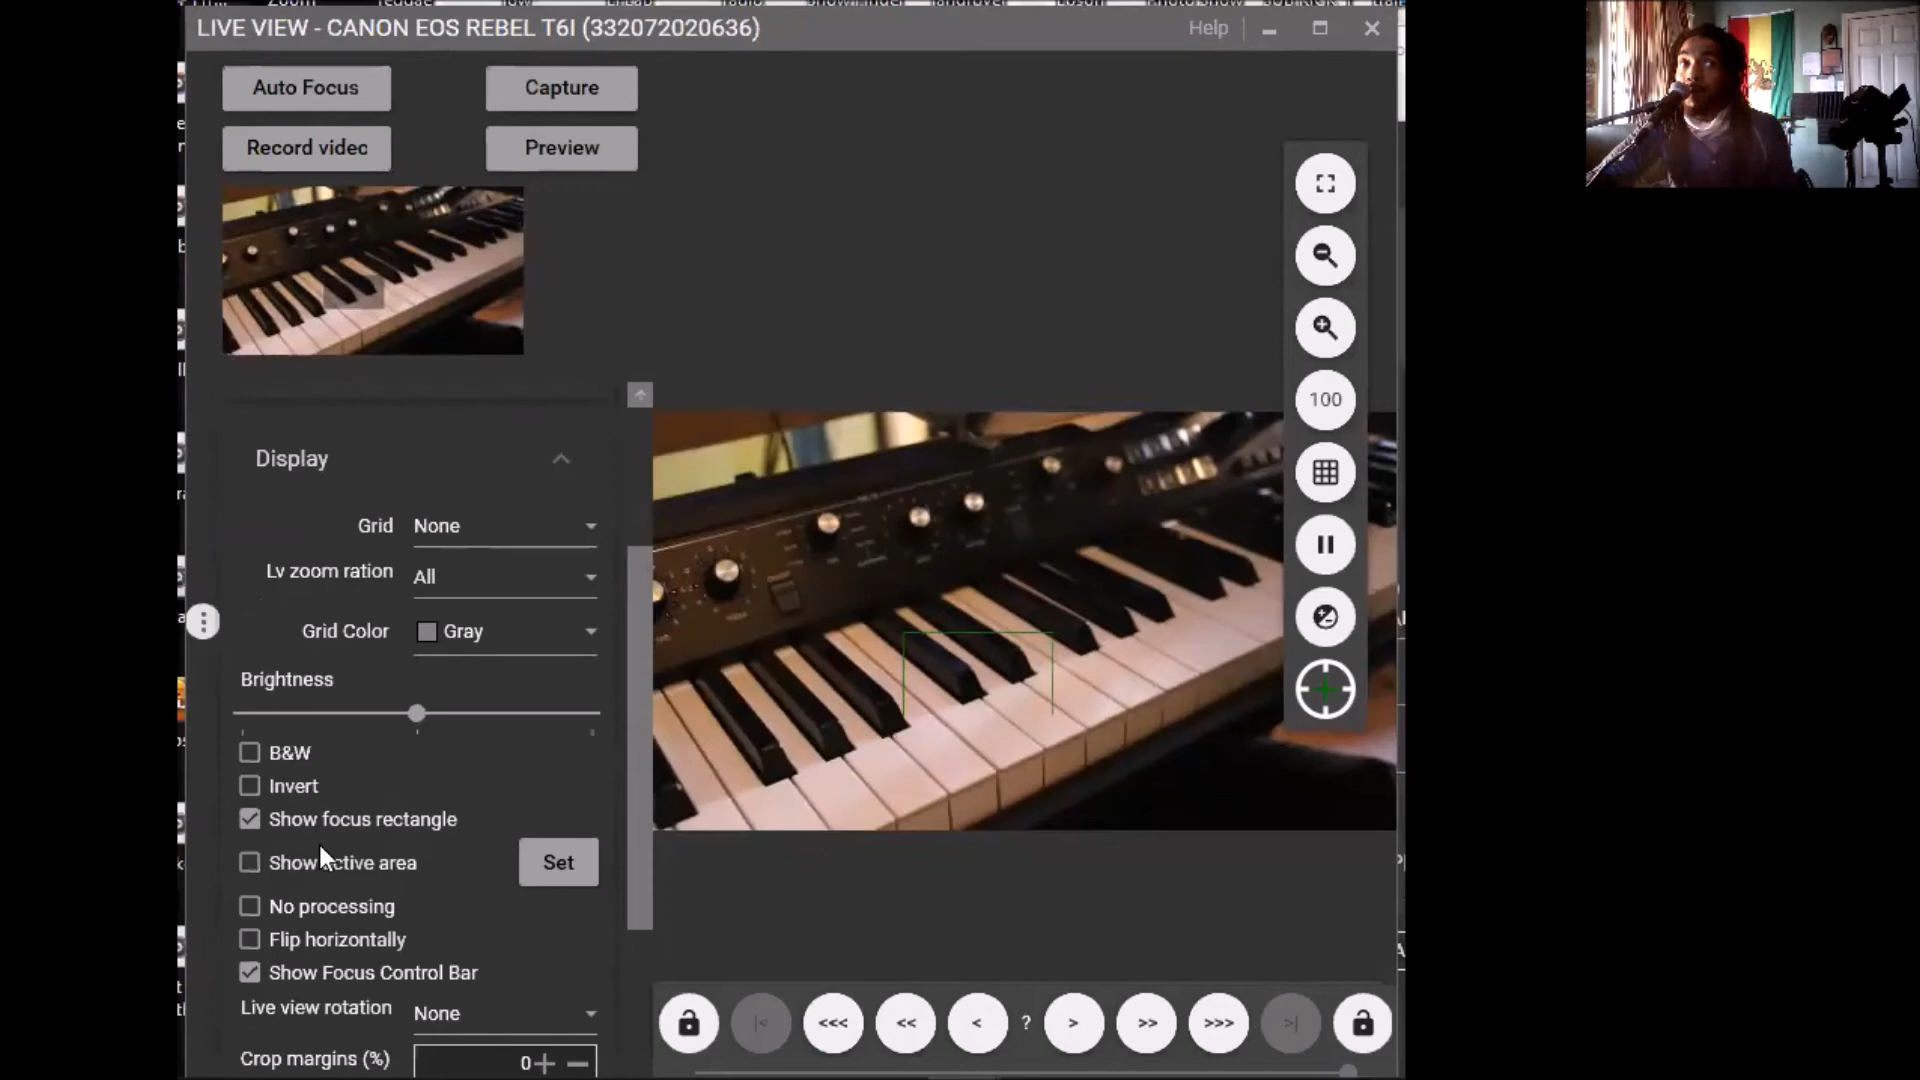 LIVE VIEW - CANON EOS REBEL T6I (332072020636)
Help
Auto Focus
Capture
Record video
Preview
100
Display
Grid
None
Lv zoom ration
All
Grid Color
Gray
Brightness
B&W
Invert
Show focus rectangle
Show active area
Set
No processing
Flip horizontally
Show Focus Control Bar
Live view rotation
None
Crop margins (%)
0
|<
<<<
<<
<
?
>
>>
>>>
>|